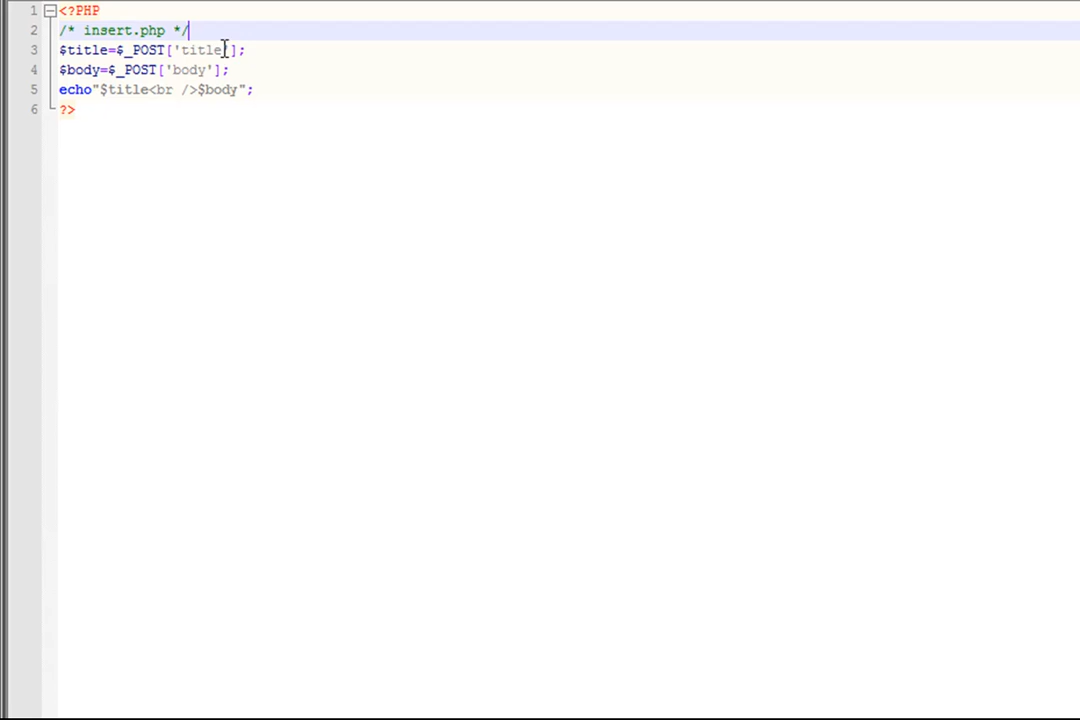 1 <?PHP
2 /* insert.php */
3 $title=$_POST['title'];
4 $body=$_POST['body'];
5 echo"$title<br />$body";
6 ?>